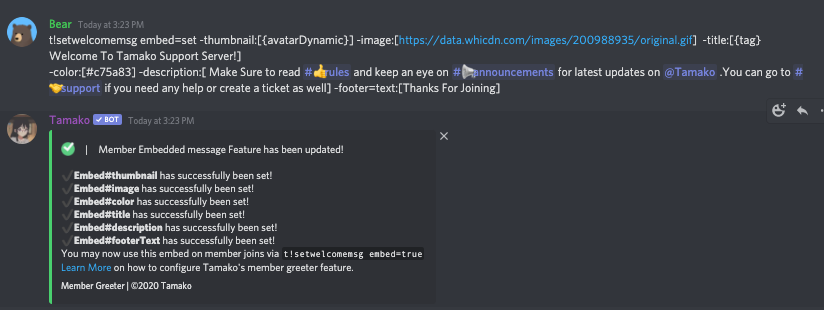 Bear Today at 3:23 PM
t!setwelcomemsg embed=set -thumbnail:[{avatarDynamic}] -image:[https://data.whicdn.com/images/200988935/original.gif] -title:[{tag}
Welcome To Tamako Support Server!]
-color:[#c75a83] -description:[ Make Sure to read #👍rules and keep an eye on #📢announcements for latest updates on @Tamako .You can go to #
🤝support if you need any help or create a ticket as well] -footer=text:[Thanks For Joining]
Tamako ✔BOT Today at 3:23 PM
✅ | Member Embedded message Feature has been updated!
✔Embed#thumbnail has successfully been set!
✔Embed#image has successfully been set!
✔Embed#color has successfully been set!
✔Embed#title has successfully been set!
✔Embed#description has successfully been set!
✔Embed#footerText has successfully been set!
You may now use this embed on member joins via t!setwelcomemsg embed=true
Learn More on how to configure Tamako's member greeter feature.
Member Greeter | ©2020 Tamako